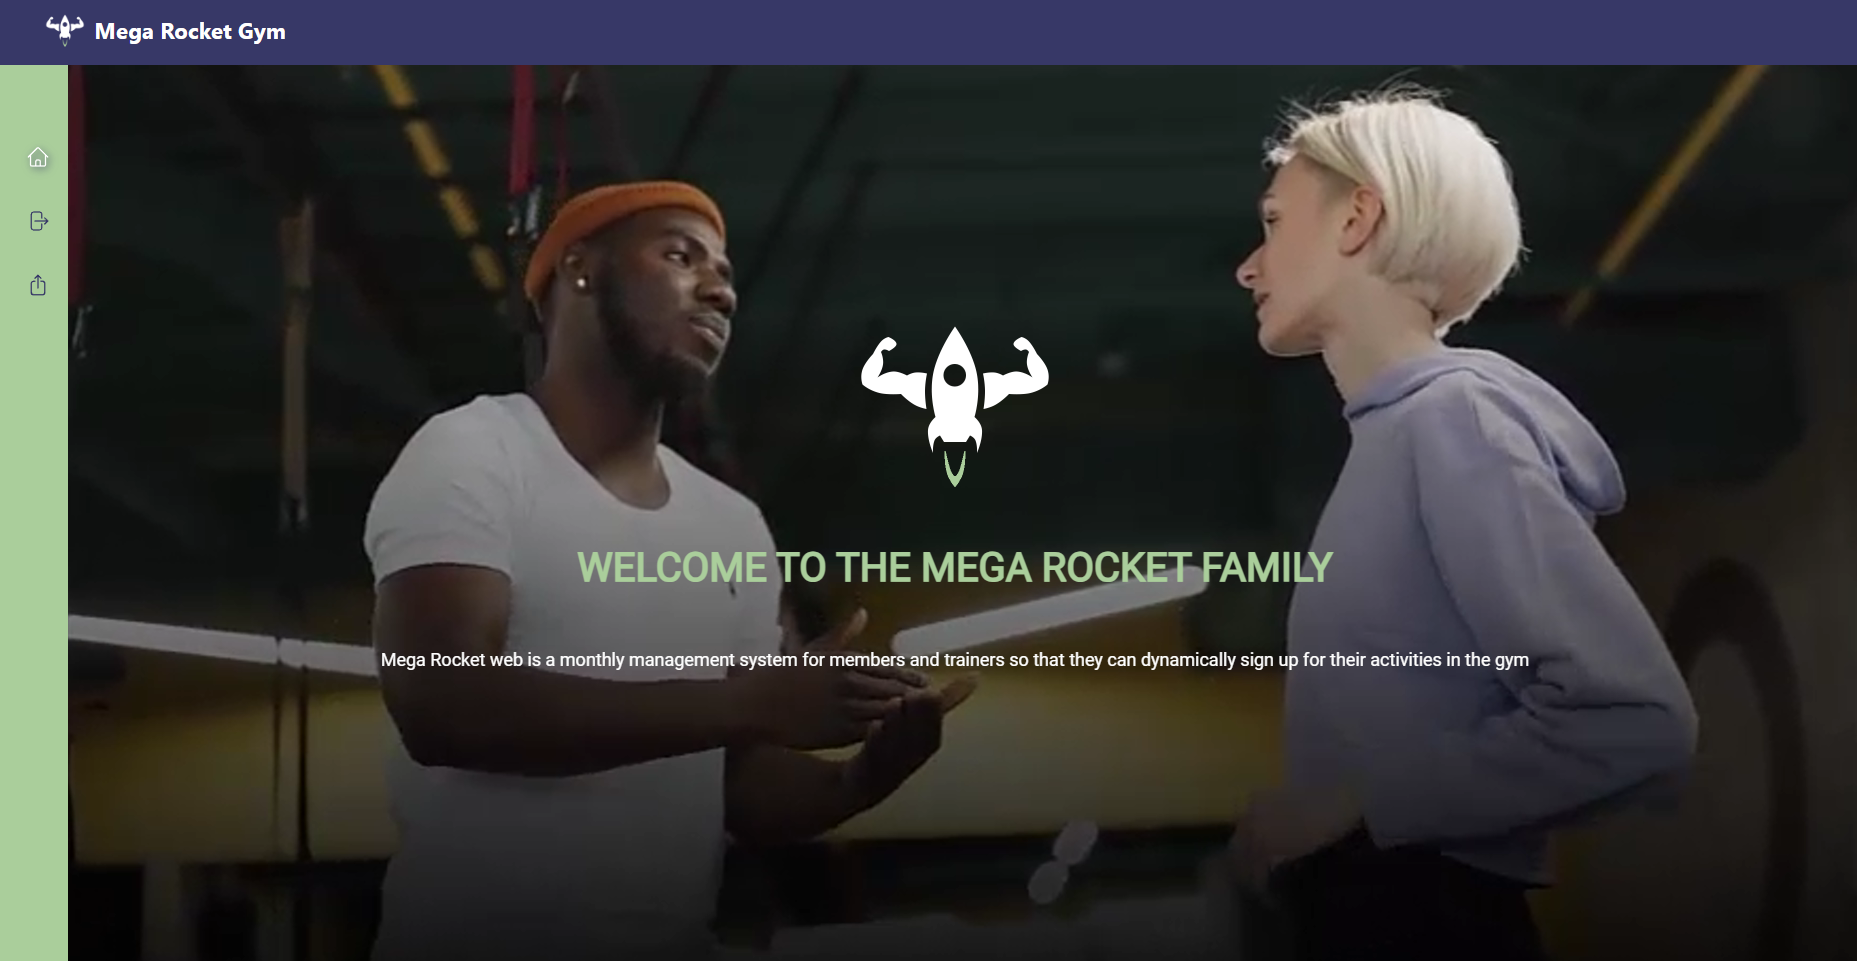 Mega Rocket Gym
WELCOME TO THE MEGA ROCKET FAMILY
Mega Rocket web is a monthly management system for members and trainers so that they can dynamically sign up for their activities in the gym